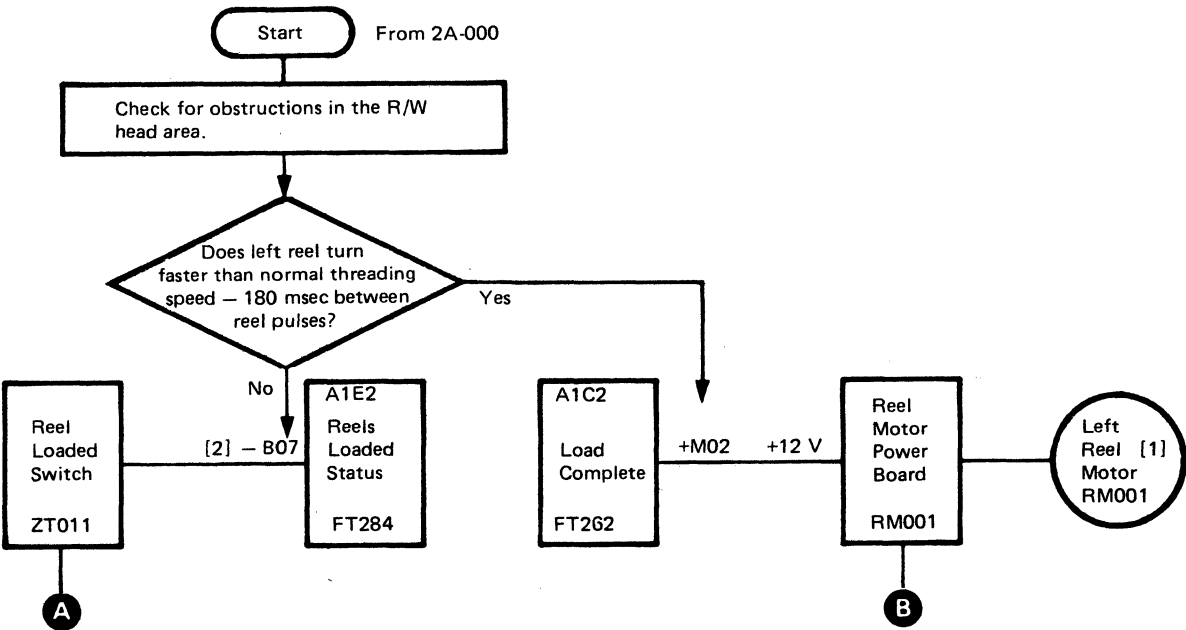 Start
From 2A-000
Check for obstructions in the R/W
head area.
Does left reel turn
faster than normal threading
speed — 180 msec between
reel pulses?
Yes
No
Reel
Loaded
Switch
ZT011
[2] — B07
A1E2
Reels
Loaded
Status
FT284
A1C2
Load
Complete
FT262
+M02
+12 V
Reel
Motor
Power
Board
RM001
Left
Reel [1]
Motor
RM001
A
B